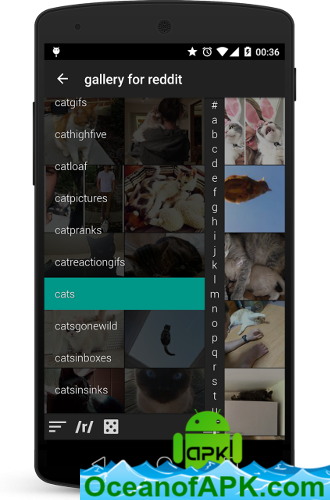 00:36
gallery for reddit
catgifs
cathighfive
catloaf
catpictures
catpranks
catreactiongifs
cats
catsgonewild
catsinboxes
catsinsinks
#
a
b
c
d
e
f
g
h
i
j
k
l
m
n
o
p
q
r
s
t
u
/r/
apk
OceanofAPK.com